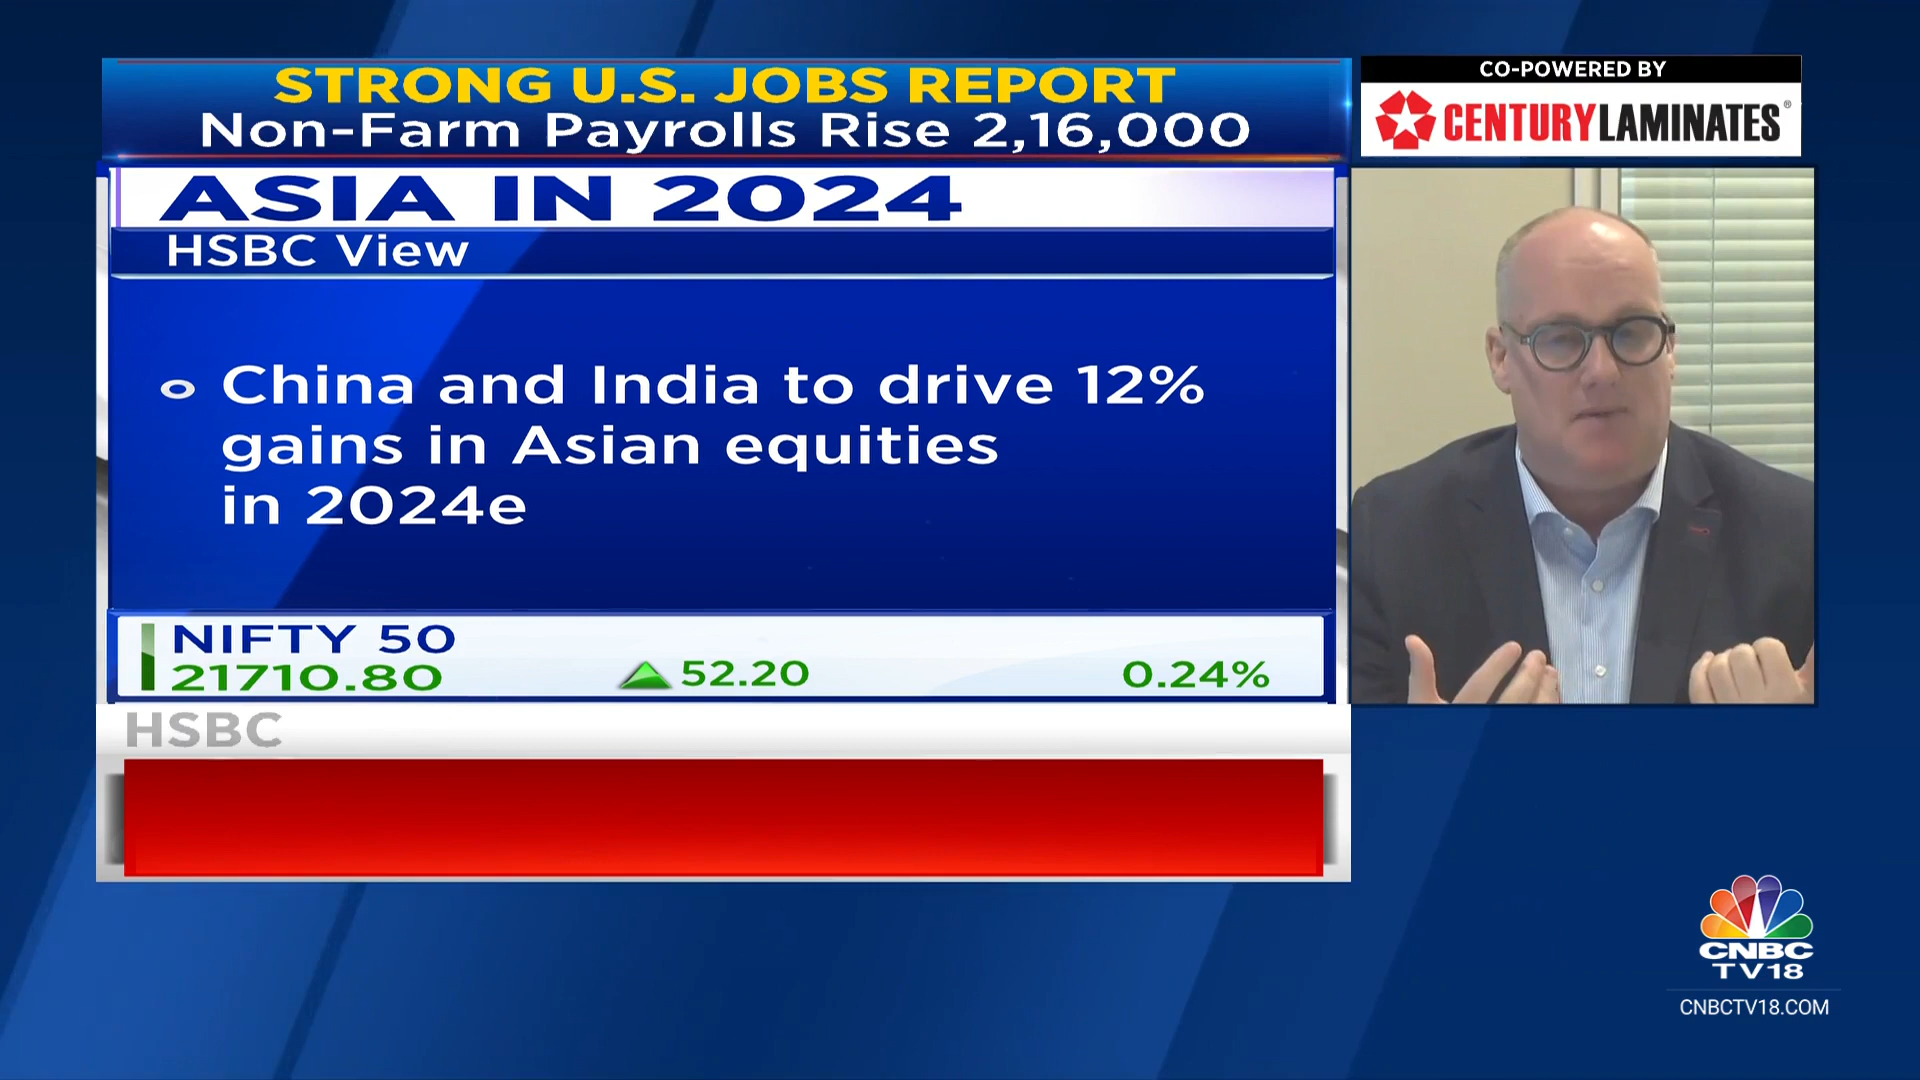 STRONG U.S. JOBS REPORT
Non-Farm Payrolls Rise 2,16,000
CO-POWERED BY
CENTURYLAMINATES®
ASIA IN 2024
HSBC View
China and India to drive 12%
gains in Asian equities
in 2024e
NIFTY 50
21710.80 52.20 0.24%
HSBC
CNBC
TV18
CNBCTV18.COM